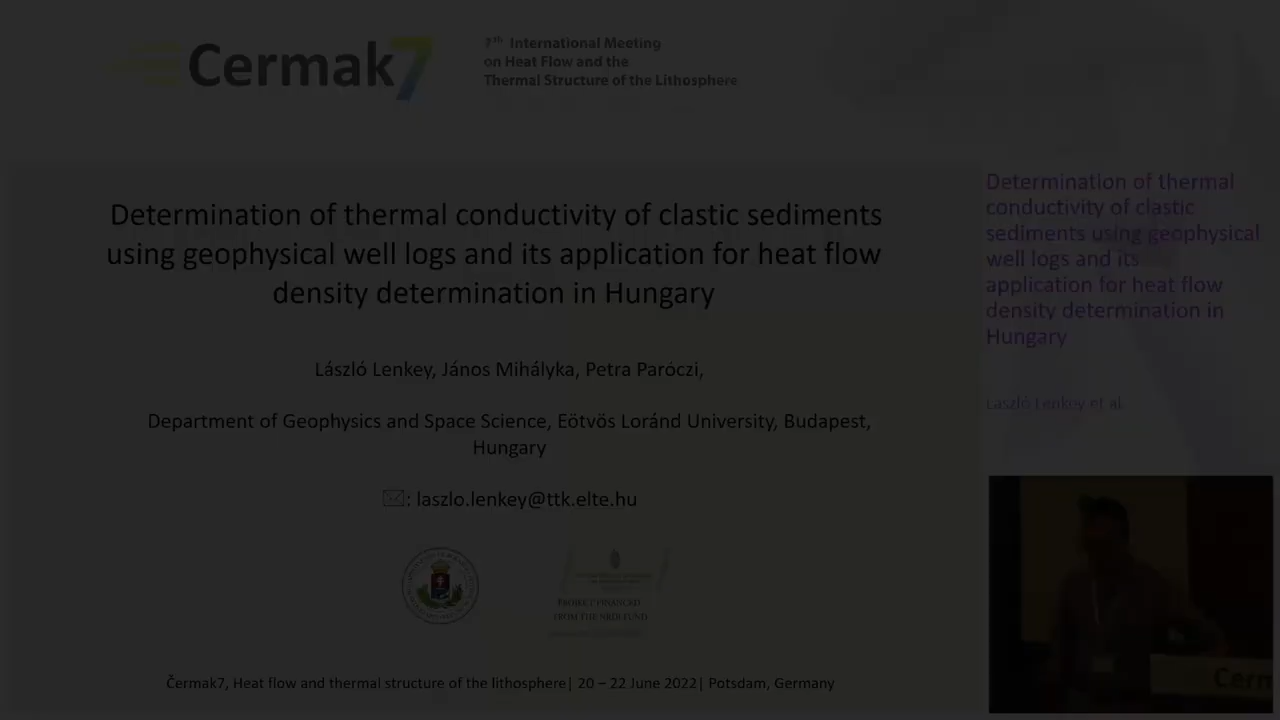 Cermak7
7th International Meeting
on Heat Flow and the
Thermal Structure of the Lithosphere
Determination of thermal conductivity of clastic sediments
using geophysical well logs and its application for heat flow
density determination in Hungary
László Lenkey, János Mihályka, Petra Paróczi,
Department of Geophysics and Space Science, Eötvös Loránd University, Budapest,
Hungary
: laszlo.lenkey@ttk.elte.hu
PROJECT FINANCED
FROM THE NRDI FUND
Čermak7, Heat flow and thermal structure of the lithosphere| 20 – 22 June 2022| Potsdam, Germany
Determination of thermal
conductivity of clastic
sediments using geophysical
well logs and its
application for heat flow
density determination in
Hungary
Laszló Lenkey et al.
Cerm